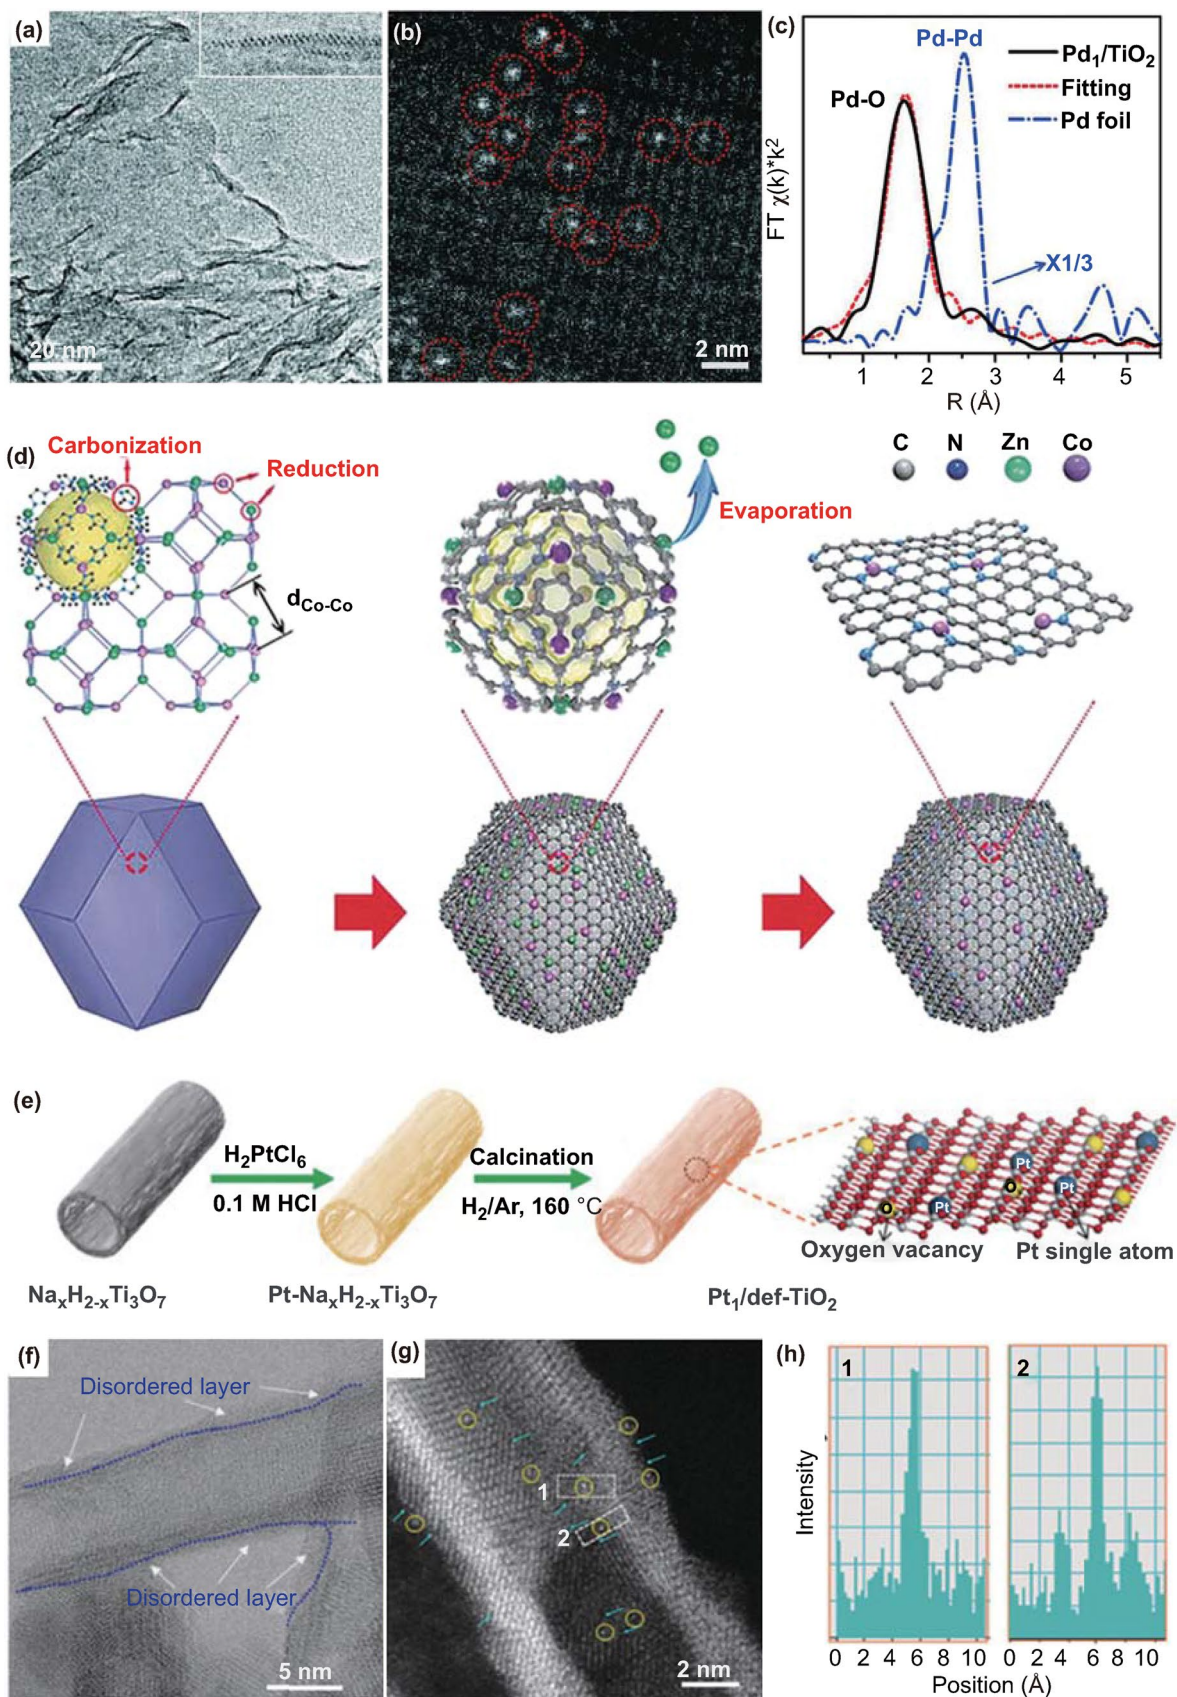 (a)
20 nm
(b)
2 nm
(c)
Pd-Pd
Pd-O
Pd₁/TiO₂
Fitting
Pd foil
X1/3
FT χ(k)*k²
1 2 3 4 5
R (Å)
(d)
Carbonization
Reduction
d_Co-Co
Evaporation
C N Zn Co
(e)
H₂PtCl₆
0.1 M HCl
Calcination
H₂/Ar, 160 °C
Pt
O
Pt
O
Pt
Oxygen vacancy
Pt single atom
NaₓH₂₋ₓTi₃O₇
Pt-NaₓH₂₋ₓTi₃O₇
Pt₁/def-TiO₂
(f)
Disordered layer
Disordered layer
5 nm
(g)
1
2
2 nm
(h)
1
2
Intensity
0 2 4 6 8 10
0 2 4 6 8 10
Position (Å)